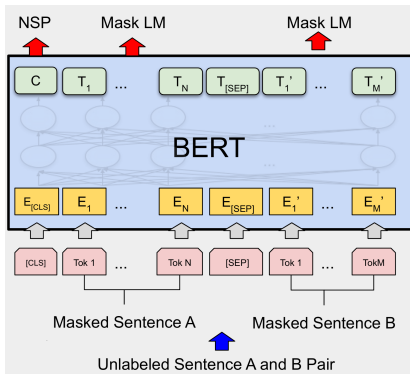 NSP Mask LM Mask LM
C T1 ... TN T[SEP] T1' ... TM'
BERT
E[CLS] E1 ... EN E[SEP] E1' ... EM'
[CLS] Tok 1 ... Tok N [SEP] Tok 1 ... TokM
Masked Sentence A Masked Sentence B
Unlabeled Sentence A and B Pair